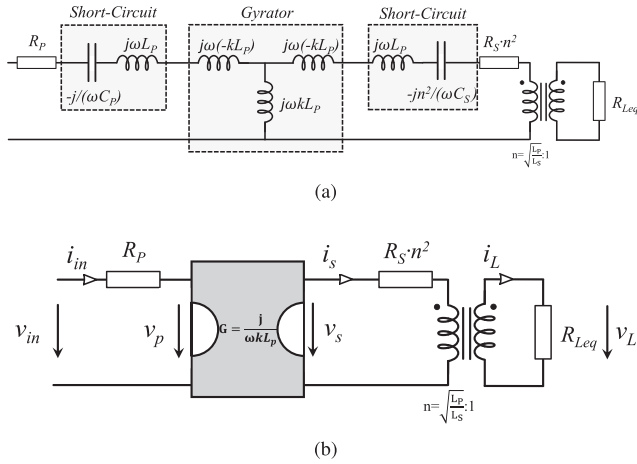 Short-Circuit Gyrator Short-Circuit
R_P jωL_P jω(-kL_P) jω(-kL_P) jωL_P R_S·n²
-j/(ωC_P) jωkL_P -jn²/(ωC_S) R_Leq
n=√(L_P/L_S):1
(a)
i_in R_P i_s R_S·n² i_L
v_in v_p G = j/(ωkL_p) v_s R_Leq v_L
n=√(L_P/L_S):1
(b)